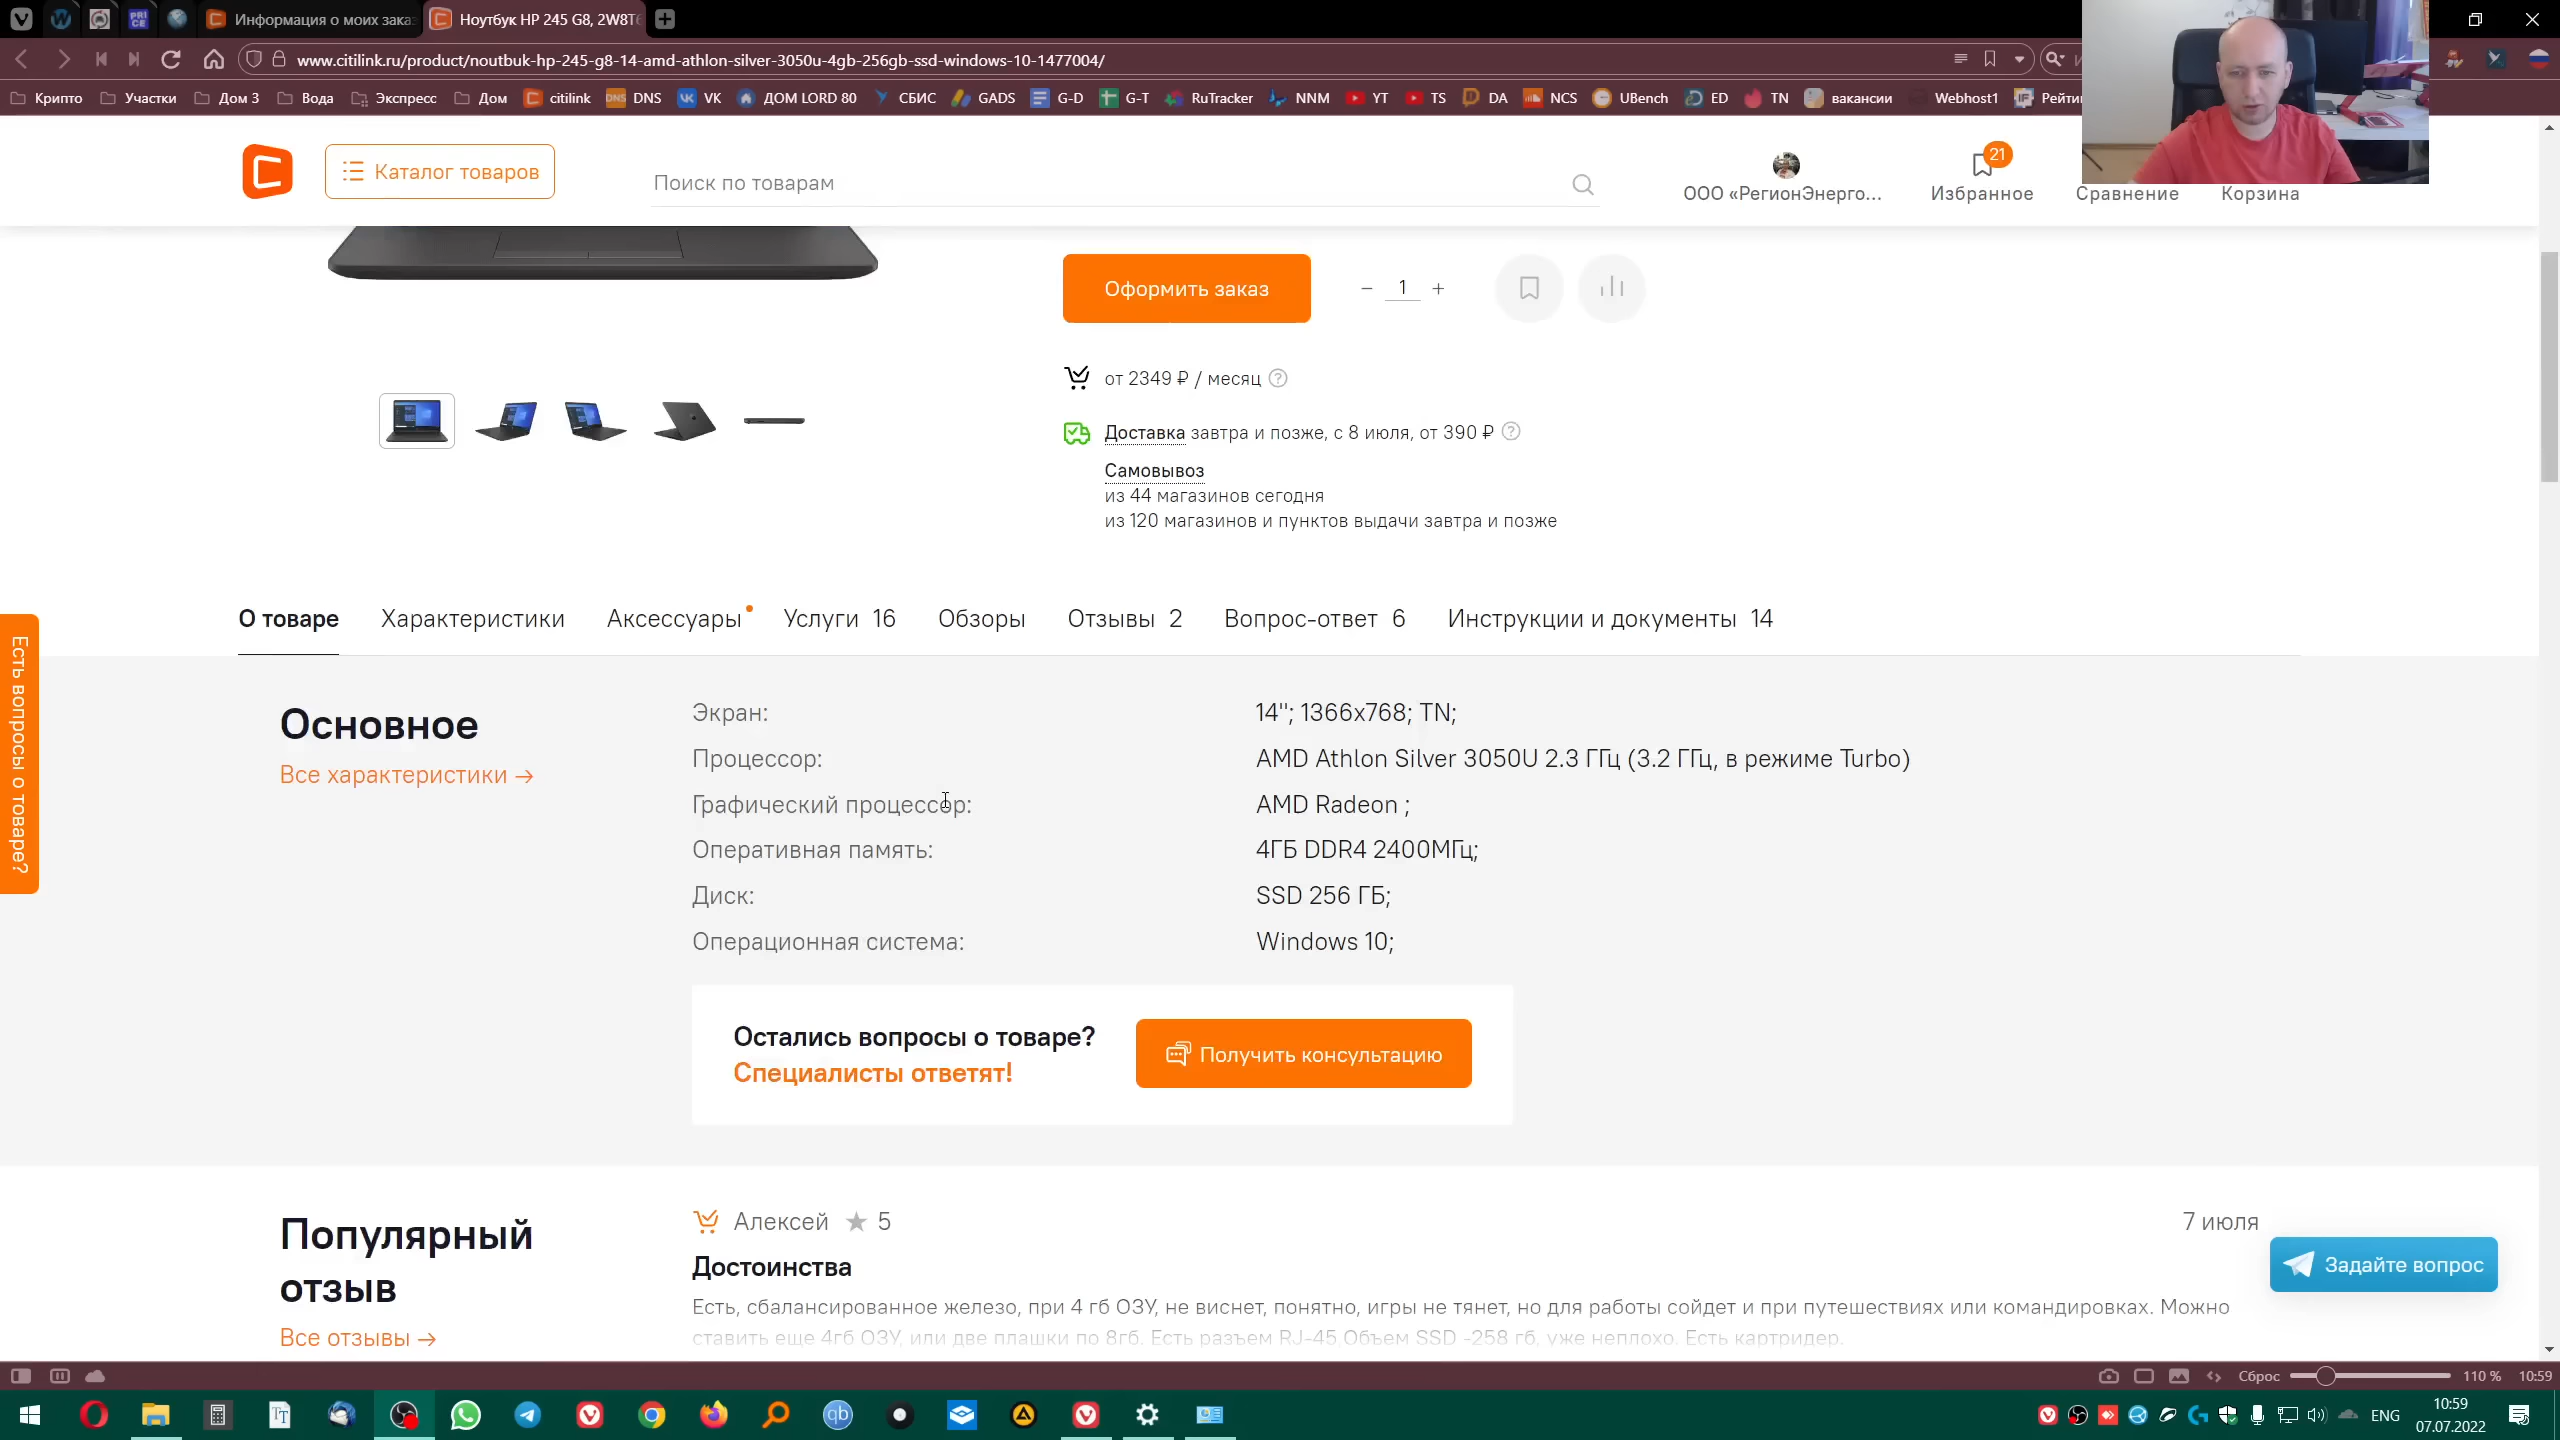 Информация о моих зака
Ноутбук HP 245 G8, 2W8T6
www.citilink.ru/product/noutbuk-hp-245-g8-14-amd-athlon-silver-3050u-4gb-256gb-ssd-windows-10-1477004/
Крипто Участки Дом 3 Вода Экспресс Дом citilink DNS VK ДОМ LORD 80 СБИС GADS G-D G-T RuTracker NNM YT TS DA NCS UBench ED TN вакансии Webhost1 Рейти
Каталог товаров
Поиск по товарам
ООО «РегионЭнерго...
21
Избранное
Сравнение
Корзина
Оформить заказ
− 1 +
от 2349 ₽ / месяц
Доставка завтра и позже, с 8 июля, от 390 ₽
Самовывоз
из 44 магазинов сегодня
из 120 магазинов и пунктов выдачи завтра и позже
О товаре Характеристики Аксессуары Услуги 16 Обзоры Отзывы 2 Вопрос-ответ 6 Инструкции и документы 14
Есть вопросы о товаре?
Основное
Все характеристики →
Экран: 14"; 1366x768; TN;
Процессор: AMD Athlon Silver 3050U 2.3 ГГц (3.2 ГГц, в режиме Turbo)
Графический процессор: AMD Radeon ;
Оперативная память: 4ГБ DDR4 2400МГц;
Диск: SSD 256 ГБ;
Операционная система: Windows 10;
Остались вопросы о товаре?
Специалисты ответят!
Получить консультацию
Популярный
отзыв
Все отзывы →
Алексей ★ 5
7 июля
Достоинства
Есть, сбалансированное железо, при 4 гб ОЗУ, не виснет, понятно, игры не тянет, но для работы сойдет и при путешествиях или командировках. Можно
ставить еще 4гб ОЗУ, или две плашки по 8гб. Есть разъем RJ-45.Объем SSD -258 гб, уже неплохо. Есть картридер.
Задайте вопрос
Сброс 110 % 10:59
ENG
10:59
07.07.2022